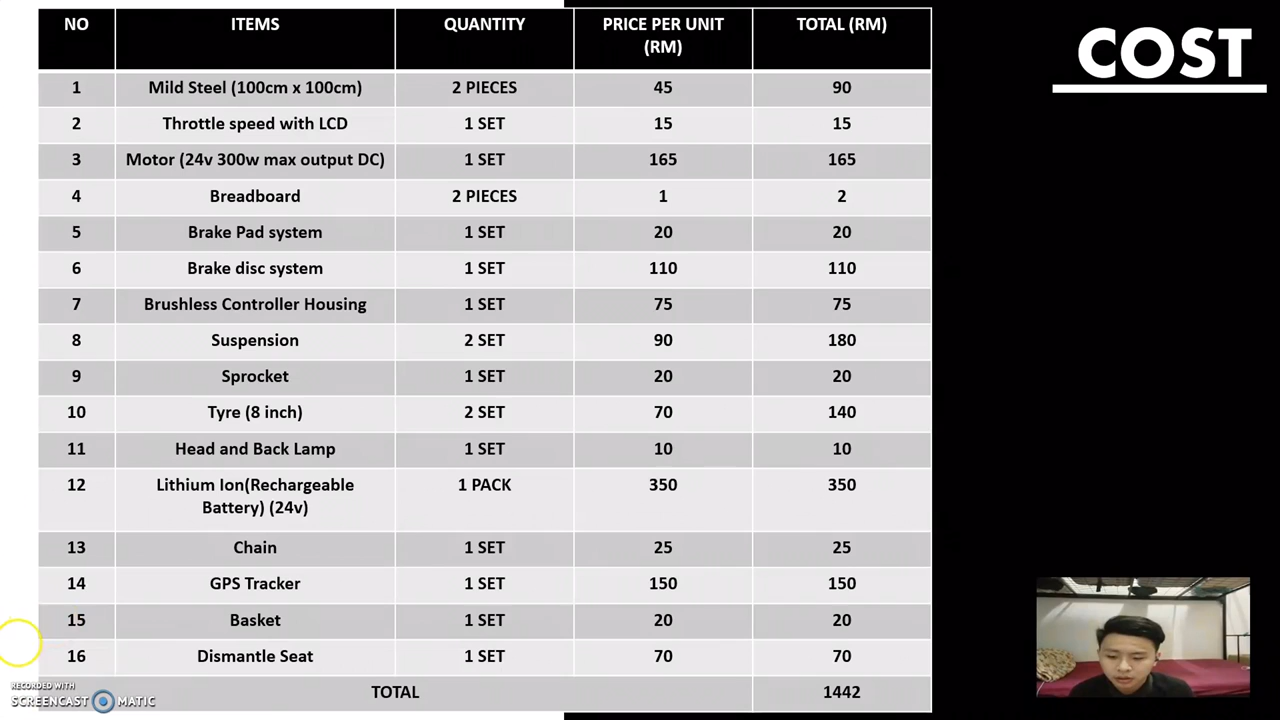 COST
NO ITEMS QUANTITY PRICE PER UNIT TOTAL (RM)
(RM)
1 Mild Steel (100cm x 100cm) 2 PIECES 45 90
2 Throttle speed with LCD 1 SET 15 15
3 Motor (24v 300w max output DC) 1 SET 165 165
4 Breadboard 2 PIECES 1 2
5 Brake Pad system 1 SET 20 20
6 Brake disc system 1 SET 110 110
7 Brushless Controller Housing 1 SET 75 75
8 Suspension 2 SET 90 180
9 Sprocket 1 SET 20 20
10 Tyre (8 inch) 2 SET 70 140
11 Head and Back Lamp 1 SET 10 10
12 Lithium Ion(Rechargeable 1 PACK 350 350
Battery) (24v)
13 Chain 1 SET 25 25
14 GPS Tracker 1 SET 150 150
15 Basket 1 SET 20 20
16 Dismantle Seat 1 SET 70 70
TOTAL 1442
RECORDED WITH
SCREENCAST MATIC